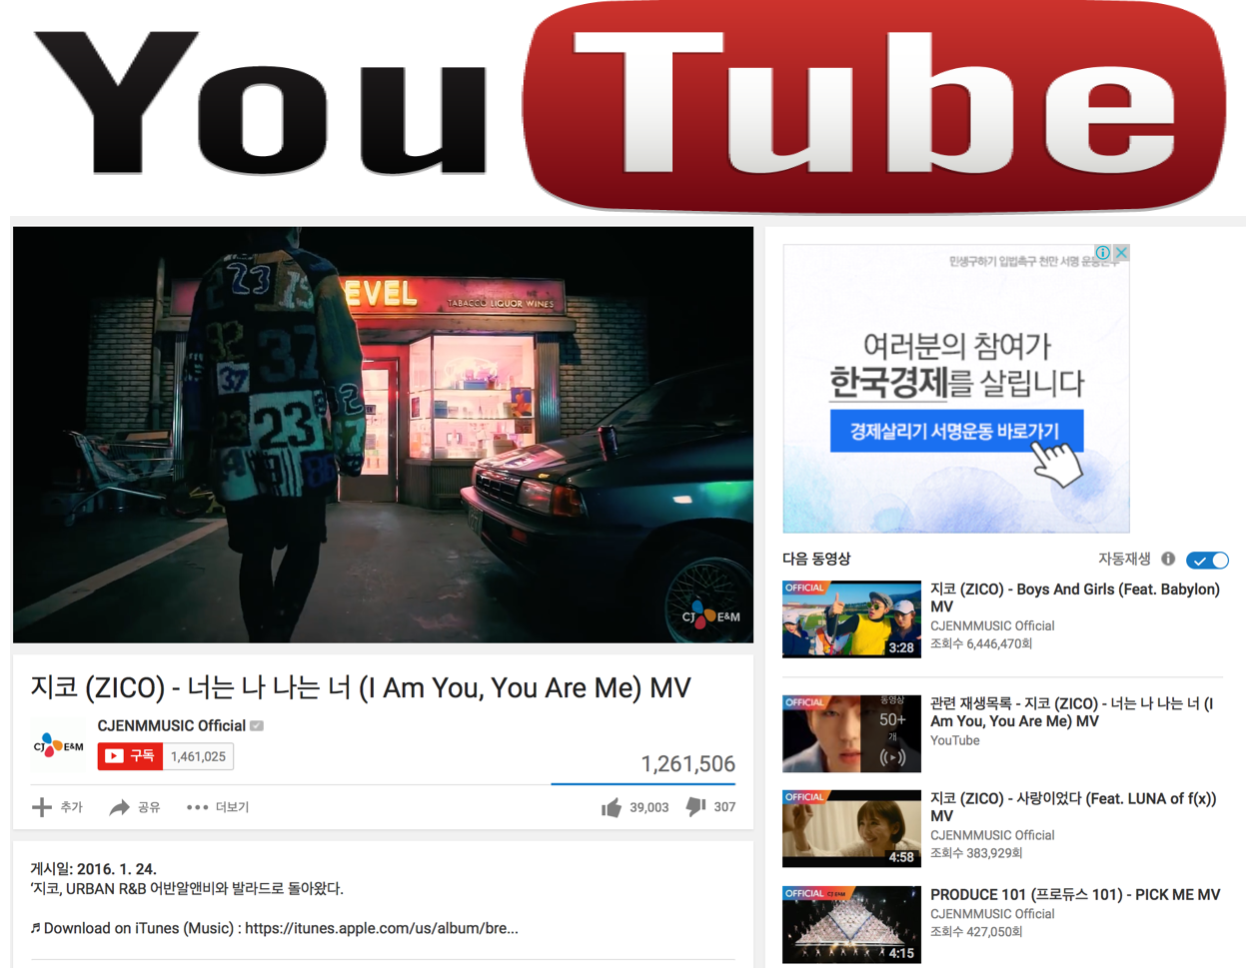 YouTube
EVEL
TABACCO LIQUOR WINES
23
32
37
37
23
CJ E&M
지코 (ZICO) - 너는 나 나는 너 (I Am You, You Are Me) MV
CJ E&M
CJENMMUSIC Official
구독 1,461,025
1,261,506
추가 공유 더보기 39,003 307
게시일: 2016. 1. 24.
‘지코, URBAN R&B 어반알앤비와 발라드로 돌아왔다.
♬ Download on iTunes (Music) : https://itunes.apple.com/us/album/bre...
민생구하기 입법촉구 천만 서명
여러분의 참여가
한국경제를 살립니다
경제살리기 서명운동 바로가기
다음 동영상 자동재생
OFFICIAL
3:28
지코 (ZICO) - Boys And Girls (Feat. Babylon)
MV
CJENMMUSIC Official
조회수 6,446,470회
OFFICIAL
동영상
50+
개
관련 재생목록 - 지코 (ZICO) - 너는 나 나는 너 (I
Am You, You Are Me) MV
YouTube
OFFICIAL
4:58
지코 (ZICO) - 사랑이었다 (Feat. LUNA of f(x))
MV
CJENMMUSIC Official
조회수 383,929회
OFFICIAL CJ E&M
4:15
PRODUCE 101 (프로듀스 101) - PICK ME MV
CJENMMUSIC Official
조회수 427,050회